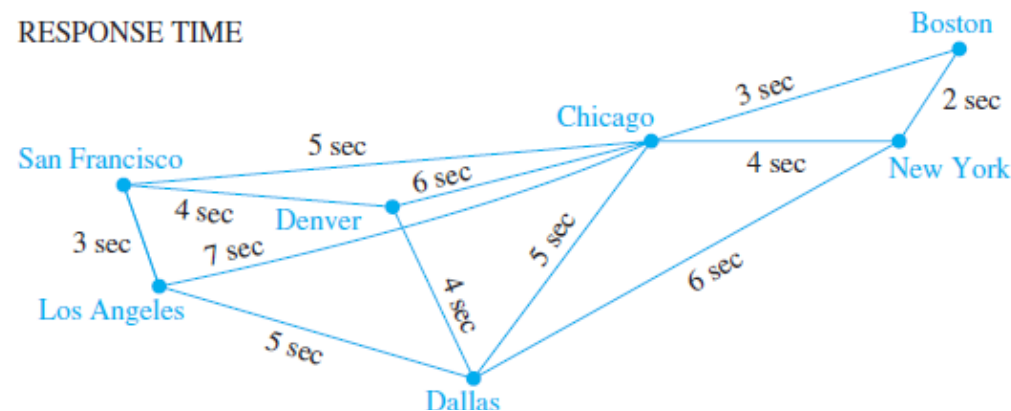 RESPONSE TIME
Boston
3 sec
2 sec
Chicago
San Francisco
5 sec
6 sec
4 sec
New York
4 sec
Denver
3 sec
7 sec
5 sec
6 sec
4 sec
Los Angeles
5 sec
Dallas